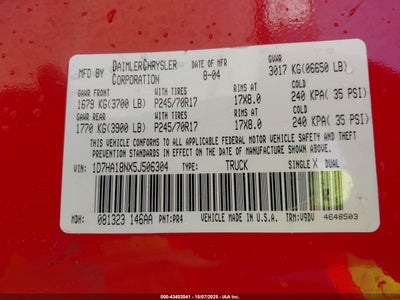 MFD BY DAIMLERCHRYSLER CORPORATION DATE OF MFR 8-04 GVWR 3017 KG(06650 LB)
GAWR FRONT WITH TIRES RIMS AT COLD
1679 KG(3700 LB) P245/70R17 17X8.0 240 KPA( 35 PSI)
GAWR REAR WITH TIRES RIMS AT COLD
1770 KG(3900 LB) P245/70R17 17X8.0 240 KPA( 35 PSI)
THIS VEHICLE CONFORMS TO ALL APPLICABLE FEDERAL MOTOR VEHICLE SAFETY, BUMPER, AND THEFT
PREVENTION STANDARDS IN EFFECT ON THE DATE OF MANUFACTURE SHOWN ABOVE.
VIN: 1D7HA18NX5J506304 TYPE: TRUCK SINGLE X DUAL
MDH: 081323 146AA PNT:PR4 VEHICLE MADE IN U.S.A. TRM:V9DV 4648503
000-43402041 - 10/07/2025 - IAA Inc.